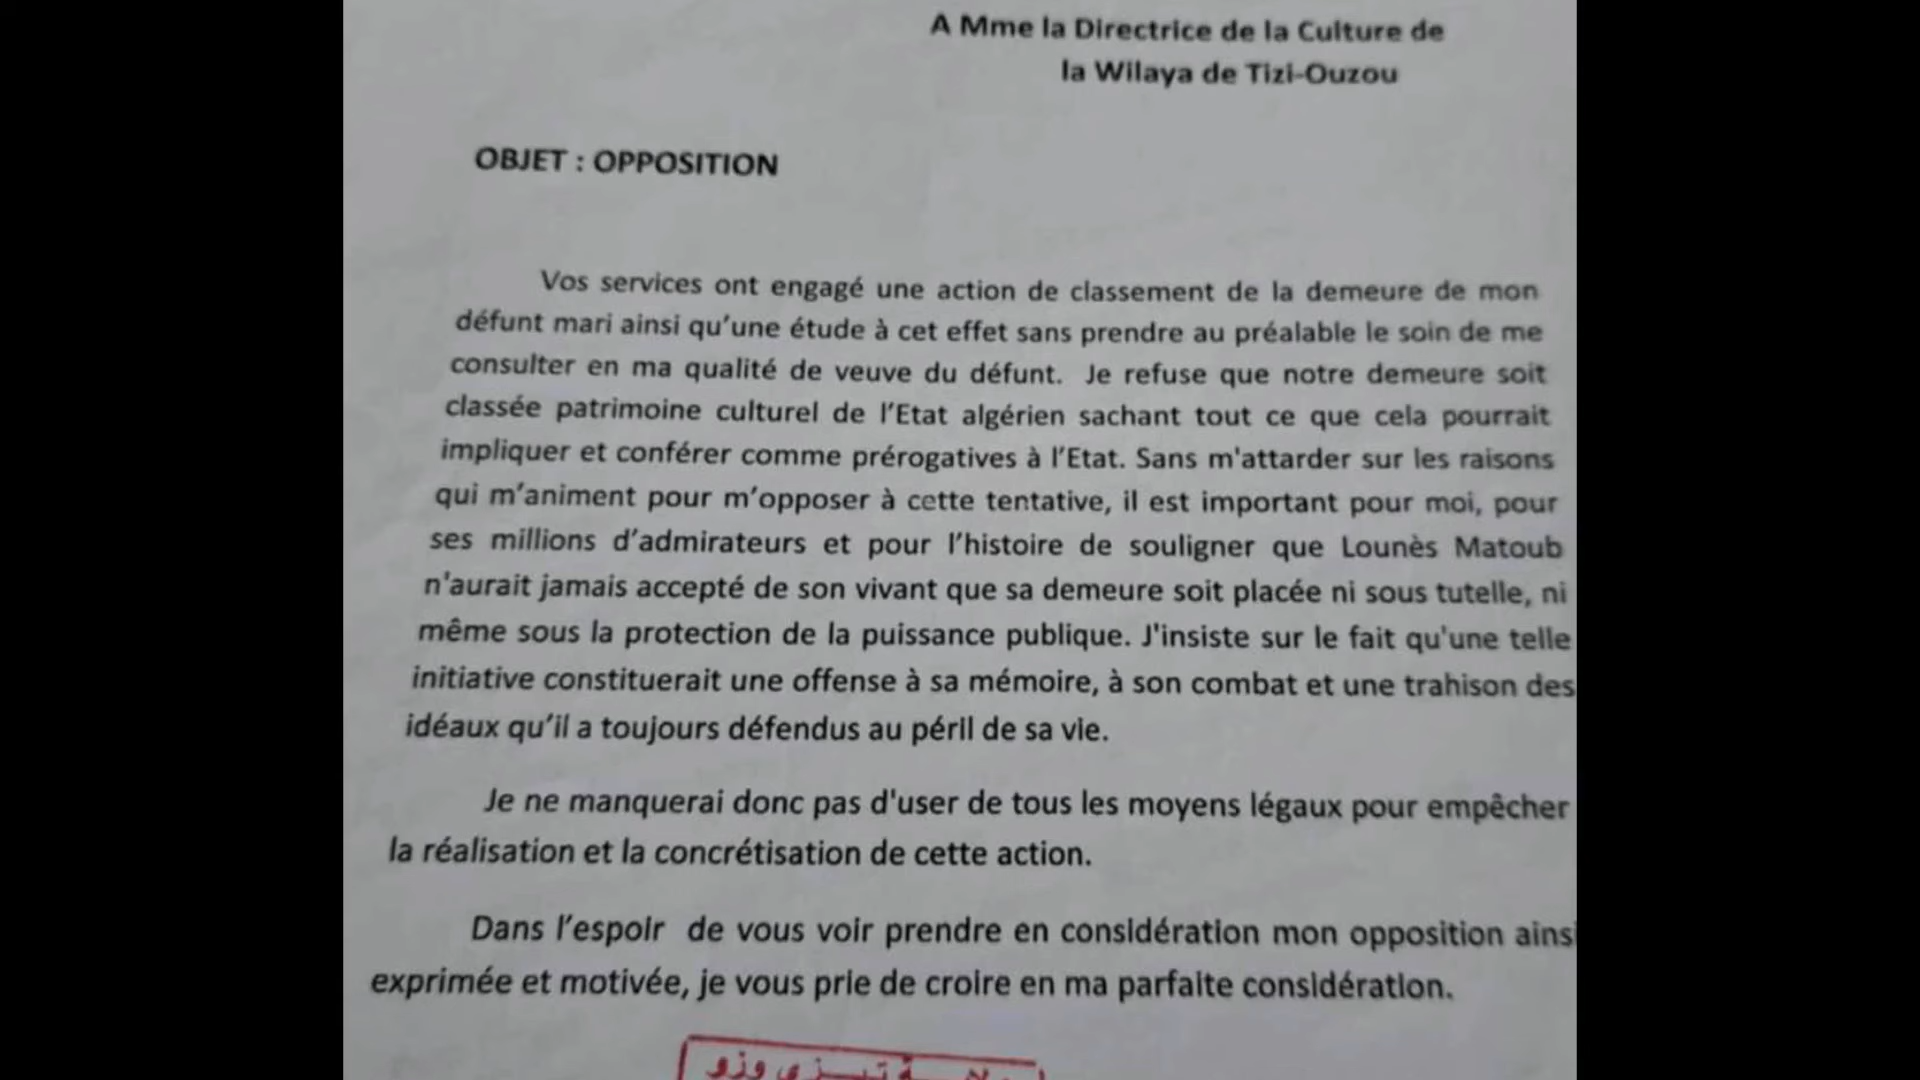 A Mme la Directrice de la Culture de
la Wilaya de Tizi-Ouzou
OBJET : OPPOSITION
Vos services ont engagé une action de classement de la demeure de mon
défunt mari ainsi qu’une étude à cet effet sans prendre au préalable le soin de me
consulter en ma qualité de veuve du défunt. Je refuse que notre demeure soit
classée patrimoine culturel de l’Etat algérien sachant tout ce que cela pourrait
impliquer et conférer comme prérogatives à l’Etat. Sans m'attarder sur les raisons
qui m’animent pour m’opposer à cette tentative, il est important pour moi, pour
ses millions d’admirateurs et pour l’histoire de souligner que Lounès Matoub
n'aurait jamais accepté de son vivant que sa demeure soit placée ni sous tutelle, ni
même sous la protection de la puissance publique. J'insiste sur le fait qu'une telle
initiative constituerait une offense à sa mémoire, à son combat et une trahison des
idéaux qu’il a toujours défendus au péril de sa vie.
Je ne manquerai donc pas d'user de tous les moyens légaux pour empêcher
la réalisation et la concrétisation de cette action.
Dans l’espoir de vous voir prendre en considération mon opposition ainsi
exprimée et motivée, je vous prie de croire en ma parfaite considération.
تيزي وزو